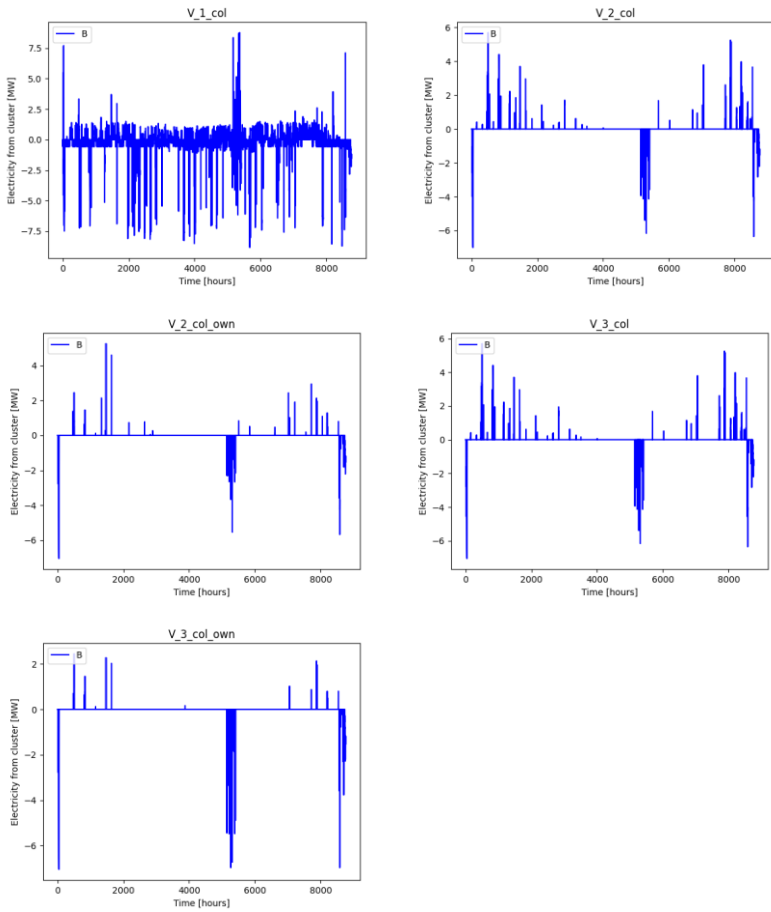 V_1_col
B
7.5
5.0
2.5
0.0
-2.5
-5.0
-7.5
Electricity from cluster [MW]
0 2000 4000 6000 8000
Time [hours]
V_2_col
B
6
4
2
0
-2
-4
-6
Electricity from cluster [MW]
0 2000 4000 6000 8000
Time [hours]
V_2_col_own
B
4
2
0
-2
-4
-6
Electricity from cluster [MW]
0 2000 4000 6000 8000
Time [hours]
V_3_col
B
6
4
2
0
-2
-4
-6
Electricity from cluster [MW]
0 2000 4000 6000 8000
Time [hours]
V_3_col_own
B
2
0
-2
-4
-6
Electricity from cluster [MW]
0 2000 4000 6000 8000
Time [hours]